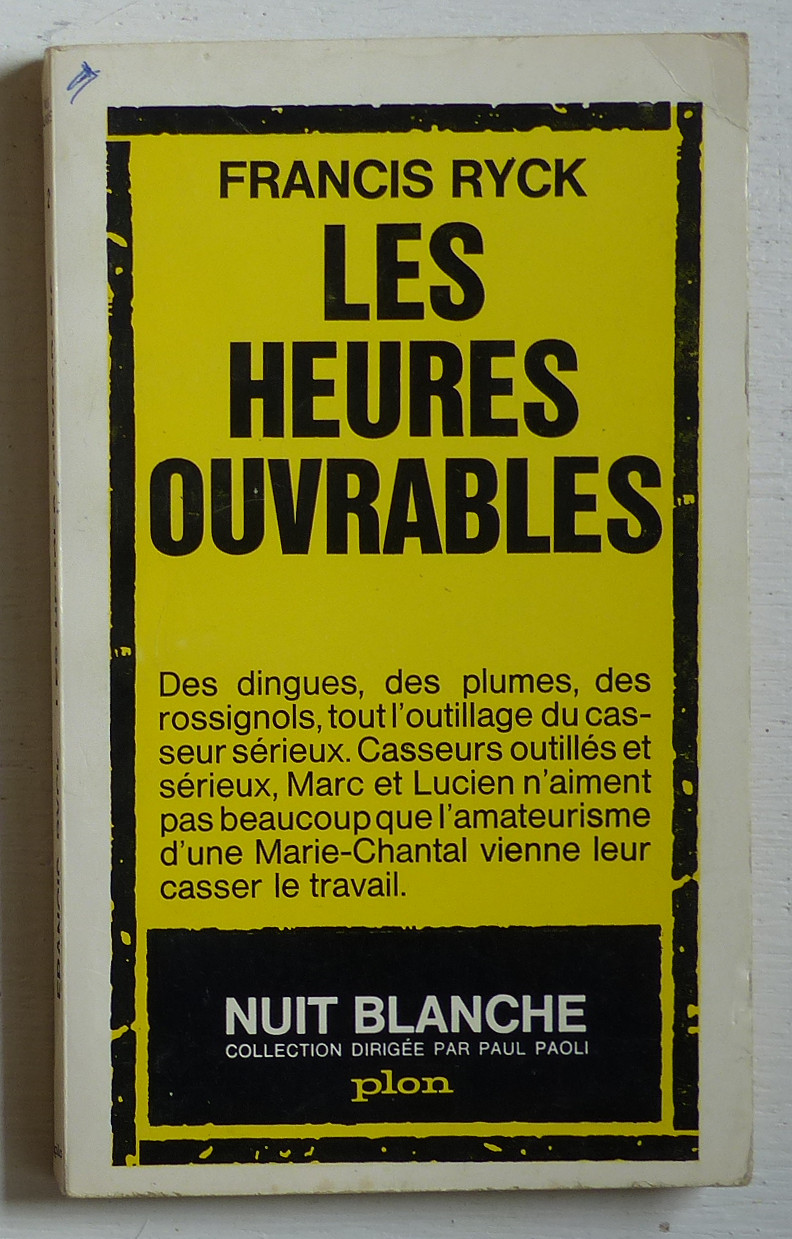 FRANCIS RYCK
LES
HEURES
OUVRABLES
Des dingues, des plumes, des
rossignols, tout l'outillage du cas-
seur sérieux. Casseurs outillés et
sérieux, Marc et Lucien n'aiment
pas beaucoup que l'amateurisme
d'une Marie-Chantal vienne leur
casser le travail.
NUIT BLANCHE
COLLECTION DIRIGÉE PAR PAUL PAOLI
plon